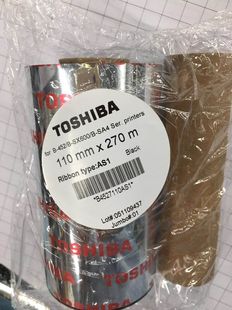 TOSHIBA
for B-452/B-SX600/B-SA4 Ser. printers
110 mm x 270 m
Ribbon type:AS1 Black
*B4527110AS1*
Lot#:051109437
Jumbo#:01
TOSHIBA